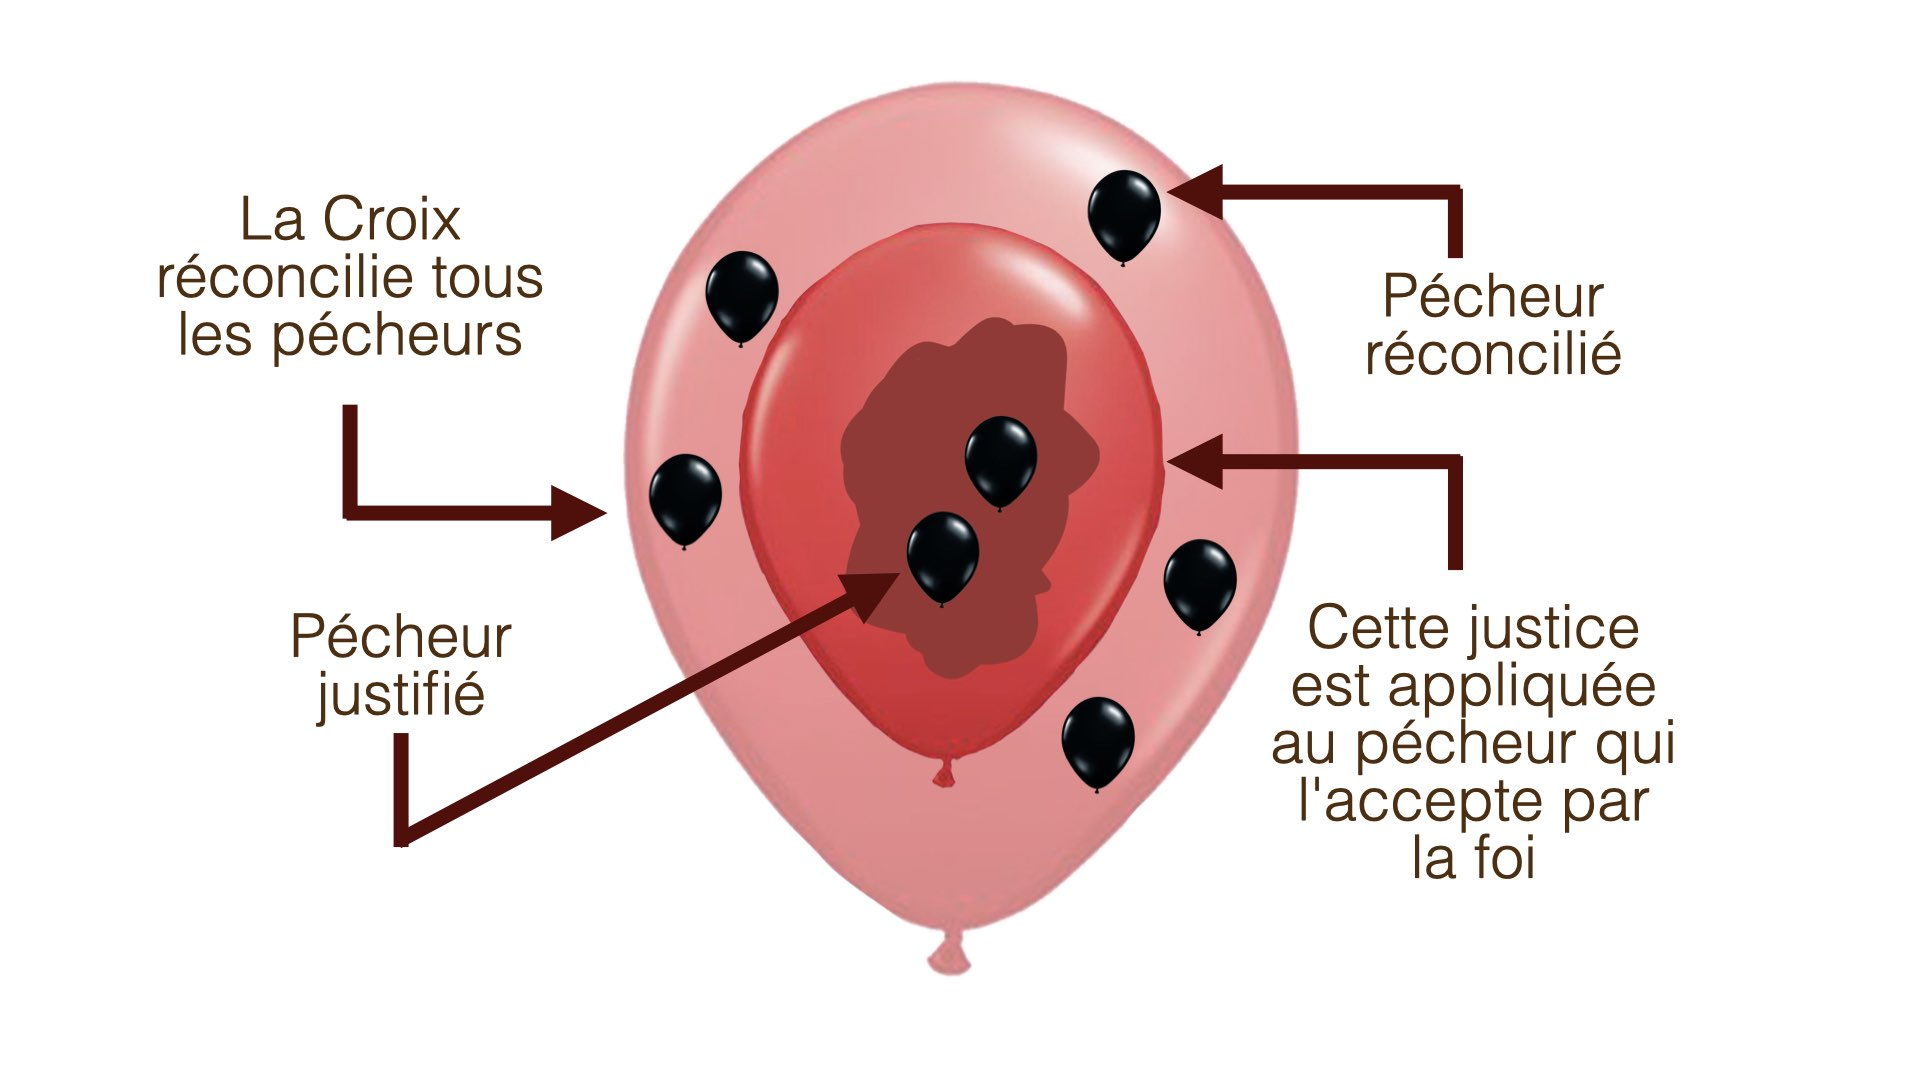 La Croix
réconcilie tous
les pécheurs
Pécheur
réconcilié
Pécheur
justifié
Cette justice
est appliquée
au pécheur qui
l'accepte par
la foi